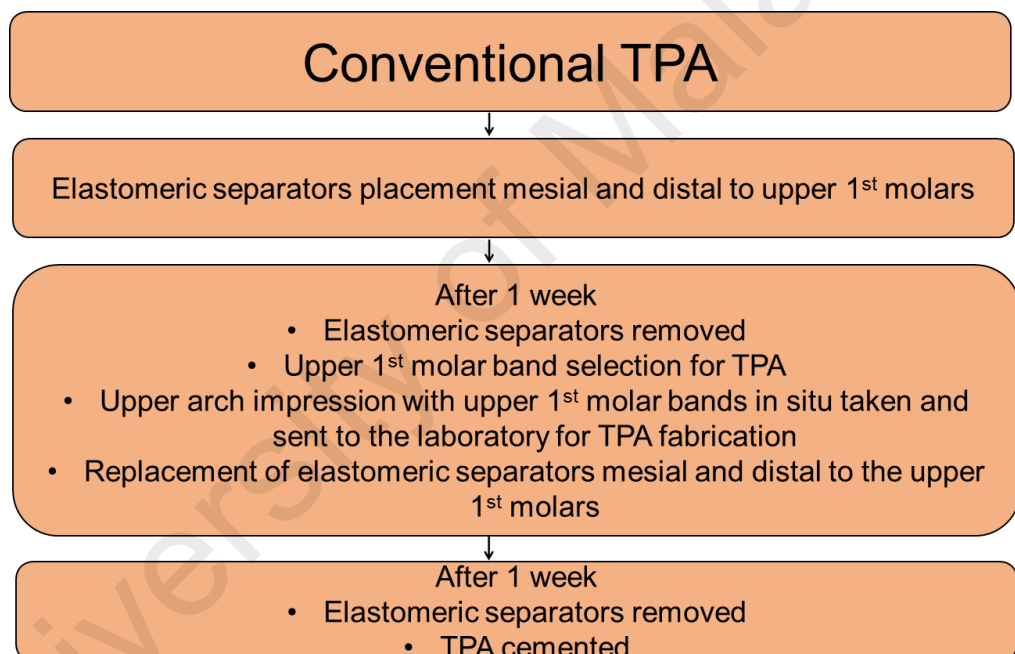 Conventional TPA
Elastomeric separators placement mesial and distal to upper 1st molars
After 1 week
• Elastomeric separators removed
• Upper 1st molar band selection for TPA
• Upper arch impression with upper 1st molar bands in situ taken and
sent to the laboratory for TPA fabrication
• Replacement of elastomeric separators mesial and distal to the upper
1st molars
After 1 week
• Elastomeric separators removed
• TPA cemented
iversity of Mala